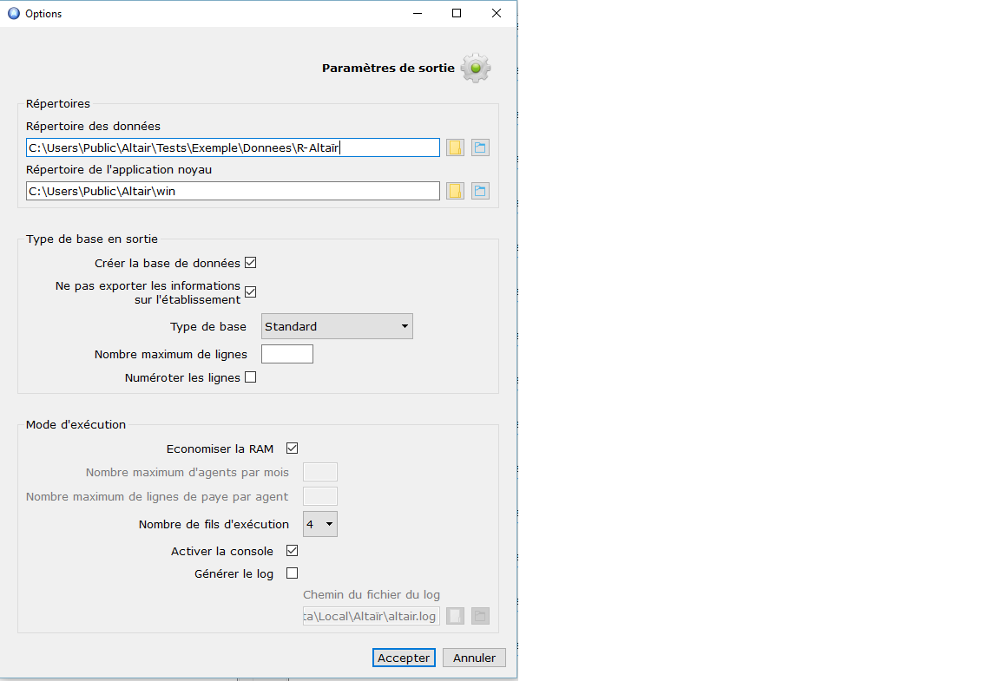 Options
Paramètres de sortie
Répertoires
Répertoire des données
C:\Users\Public\Altair\Tests\Exemple\Donnees\R-Altaïr
Répertoire de l'application noyau
C:\Users\Public\Altair\win
Type de base en sortie
Créer la base de données
Ne pas exporter les informations
sur l'établissement
Type de base Standard
Nombre maximum de lignes
Numéroter les lignes
Mode d'exécution
Economiser la RAM
Nombre maximum d'agents par mois
Nombre maximum de lignes de paye par agent
Nombre de fils d'exécution 4
Activer la console
Générer le log
Chemin du fichier du log
ta\Local\Altaïr\altair.log
Accepter Annuler